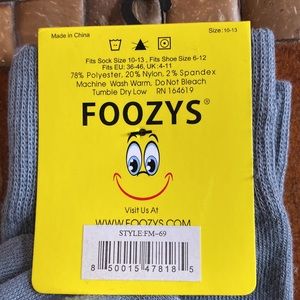 Made in China
Size: 10-13
Fits Sock Size 10-13 , Fits Shoe Size 6-12
Fits EU: 36-46, UK :4-11
78% Polyester, 20% Nylon, 2% Spandex
Machine Wash Warm, Do Not Bleach
Tumble Dry Low RN 164619
FOOZYS®
Visit Us At
WWW.FOOZYS.COM
STYLE:FM-69
8 50015 47818 5